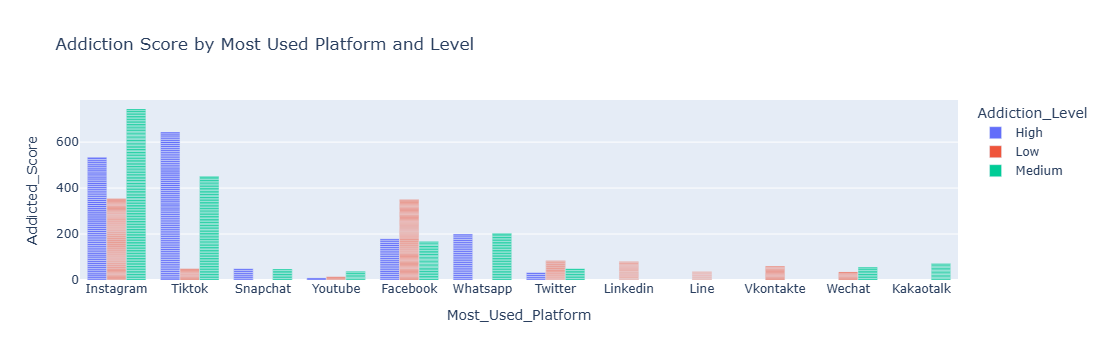 Addiction Score by Most Used Platform and Level
Addicted_Score
600
400
200
0
Instagram Tiktok Snapchat Youtube Facebook Whatsapp Twitter Linkedin Line Vkontakte Wechat Kakaotalk
Most_Used_Platform
Addiction_Level
High
Low
Medium